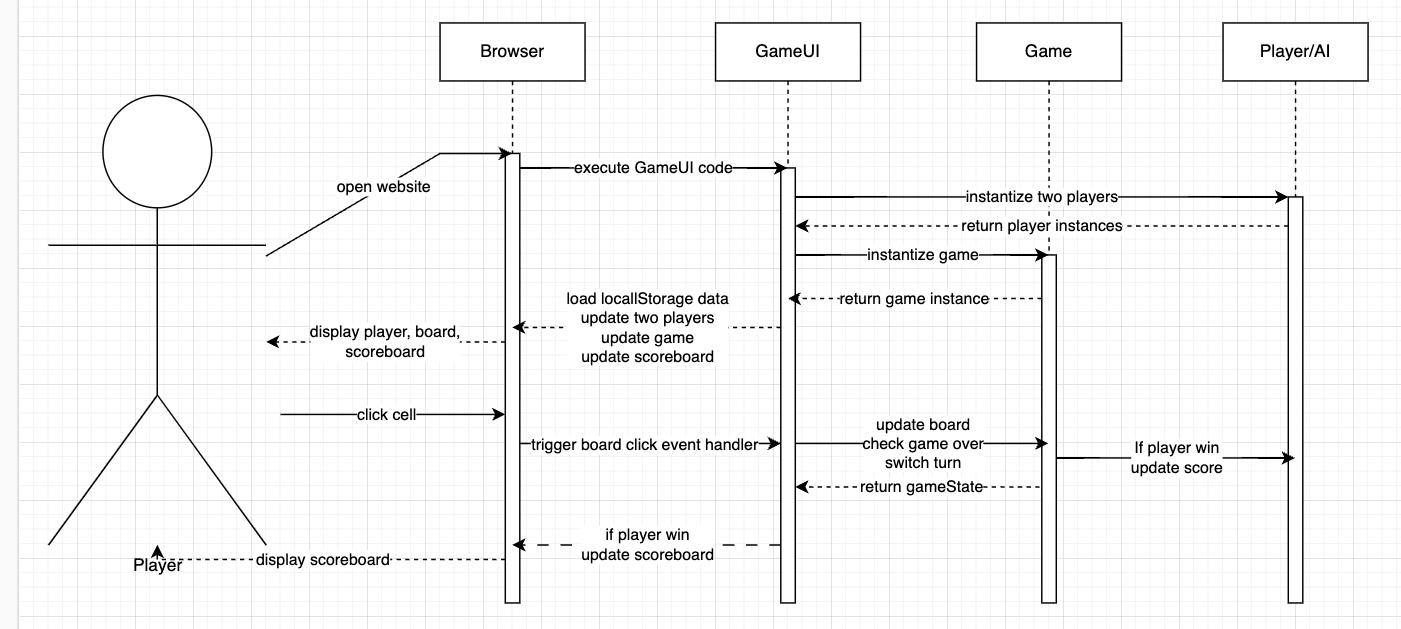 Browser
GameUI
Game
Player/AI
open website
execute GameUI code
instantize two players
return player instances
instantize game
return game instance
load locallStorage data
update two players
update game
update scoreboard
display player, board,
scoreboard
click cell
trigger board click event handler
update board
check game over
switch turn
If player win
update score
return gameState
if player win
update scoreboard
display scoreboard
Player